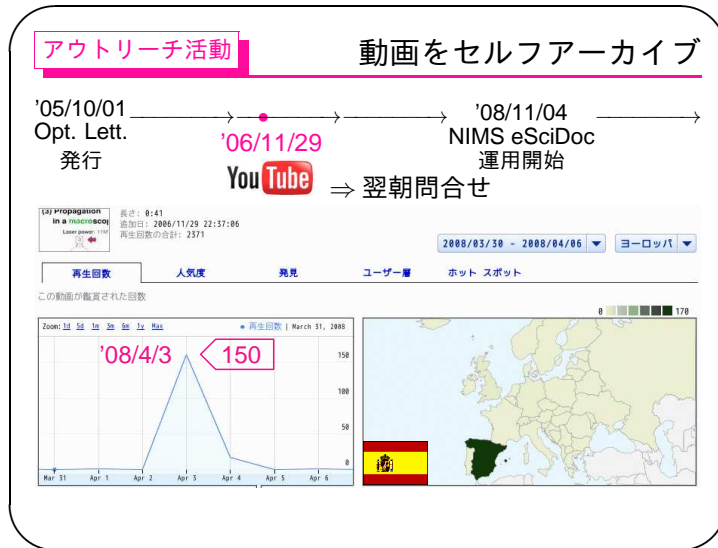 アウトリーチ活動
動画をセルフアーカイブ
'05/10/01
Opt. Lett.
発行
'06/11/29
YouTube
⇒ 翌朝問合せ
'08/11/04
NIMS eSciDoc
運用開始
(a) Propagation
in a macroscop
Laser power: 11M
長さ: 0:41
追加日: 2006/11/29 22:37:06
再生回数の合計: 2371
2008/03/30 - 2008/04/06
ヨーロッパ
再生回数 人気度 発見 ユーザー層 ホット スポット
この動画が鑑賞された回数
0 170
Zoom: 1d 5d 1m 3m 6m 1y Max
再生回数 | March 31, 2008
'08/4/3 150
150
100
50
0
Mar 31 Apr 1 Apr 2 Apr 3 Apr 4 Apr 5 Apr 6